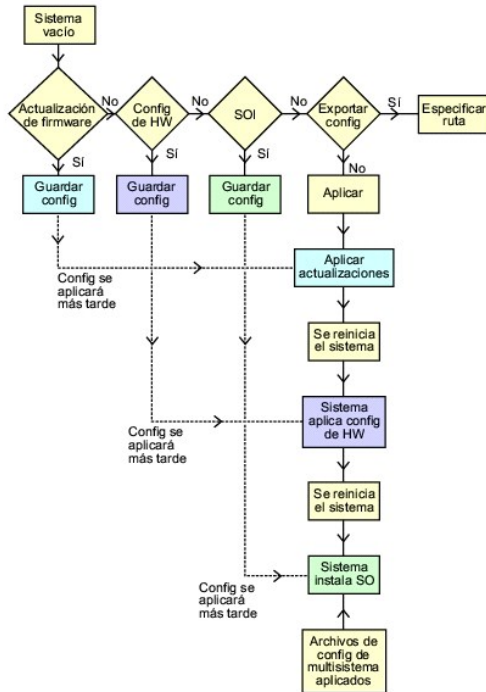 Sistema
vacío
Actualización
de firmware
No
Config
de HW
No
SOI
No
Exportar
config
Sí
Especificar
ruta
Sí
Sí
Sí
No
Guardar
config
Guardar
config
Guardar
config
Aplicar
Config se
aplicará
más tarde
Aplicar
actualizaciones
Se reinicia
el sistema
Config se
aplicará
más tarde
Sistema
aplica config
de HW
Se reinicia
el sistema
Config se
aplicará
más tarde
Sistema
instala SO
Archivos de
config de
multisistema
aplicados